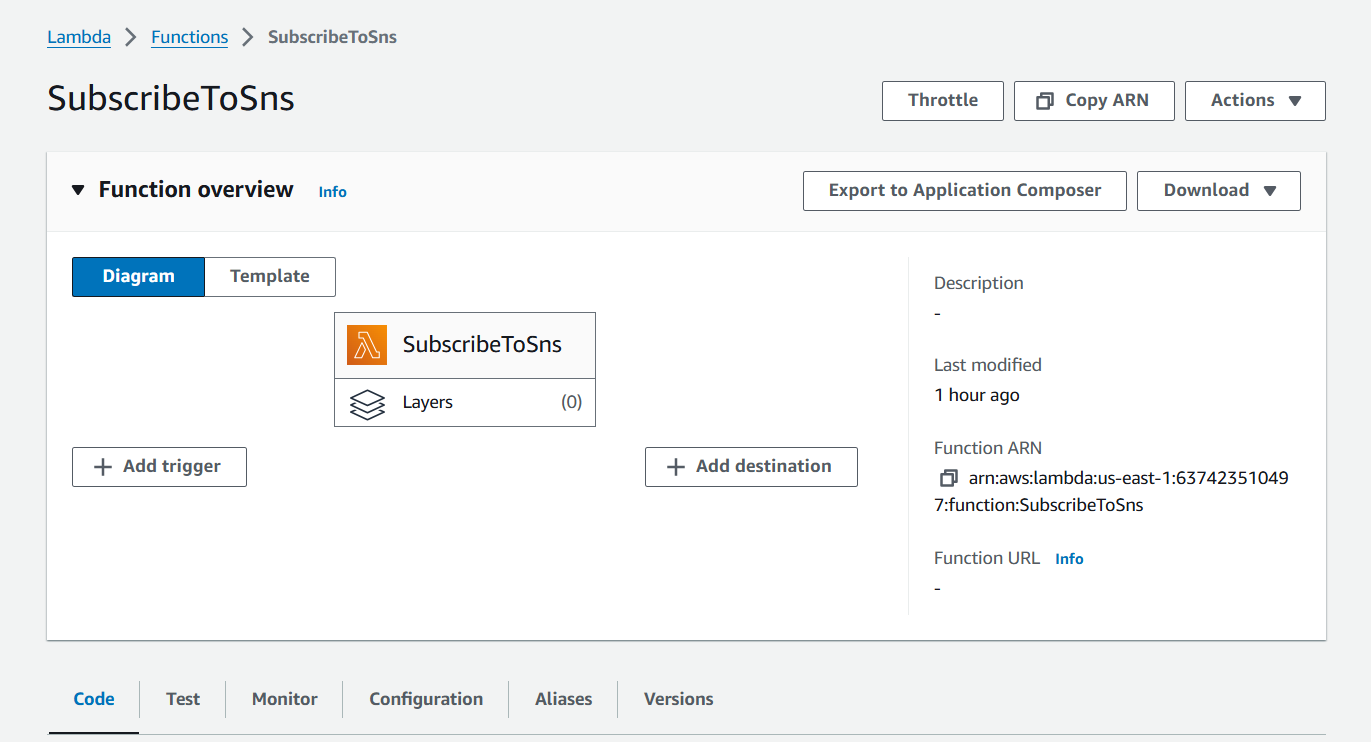 Lambda Functions SubscribeToSns
SubscribeToSns
Throttle Copy ARN Actions
Function overview Info
Export to Application Composer Download
Diagram Template
SubscribeToSns
Layers (0)
Add trigger
Add destination
Description
-
Last modified
1 hour ago
Function ARN
arn:aws:lambda:us-east-1:63742351049
7:function:SubscribeToSns
Function URL Info
-
Code Test Monitor Configuration Aliases Versions